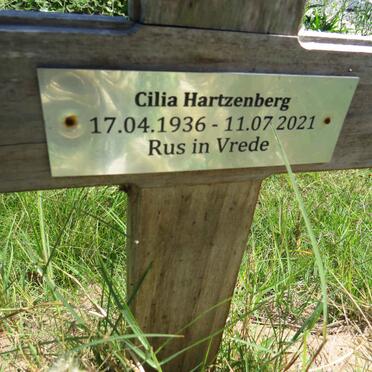 Cilia Hartzenberg
17.04.1936 - 11.07.2021
Rus in Vrede